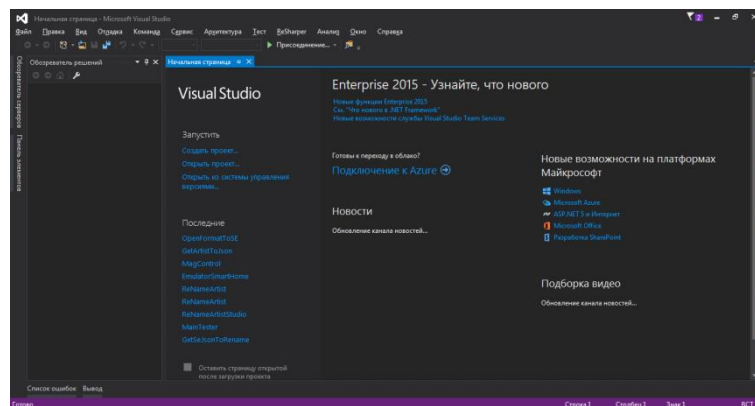 Начальная страница - Microsoft Visual Studio
2
Файл Правка Вид Отладка Команда Сервис Архитектура Тест ReSharper Анализ Окно Справка
Присоединение...
Обозреватель серверов
Панель элементов
Обозреватель решений
Начальная страница
Visual Studio
Запустить
Создать проект...
Открыть проект...
Открыть из системы управления
версиями...
Последние
OpenFormatToSE
GetArtistToJson
MagControl
EmulatorSmartHome
ReNameArtist
ReNameArtist
ReNameArtistStudio
MainTester
GetSeJsonToRename
Оставить страницу открытой
после загрузки проекта
Enterprise 2015 - Узнайте, что нового
Новые функции Enterprise 2015
См. "Что нового в .NET Framework"
Новые возможности службы Visual Studio Team Services
Готовы к переходу в облако?
Подключение к Azure
Новости
Обновление канала новостей...
Новые возможности на платформах
Майкрософт
Windows
Microsoft Azure
ASP.NET 5 и Интернет
Microsoft Office
Разработка SharePoint
Подборка видео
Обновление канала новостей...
Список ошибок Вывод
Готово
Строка 1 Столбец 1 Знак 1 ВСТ